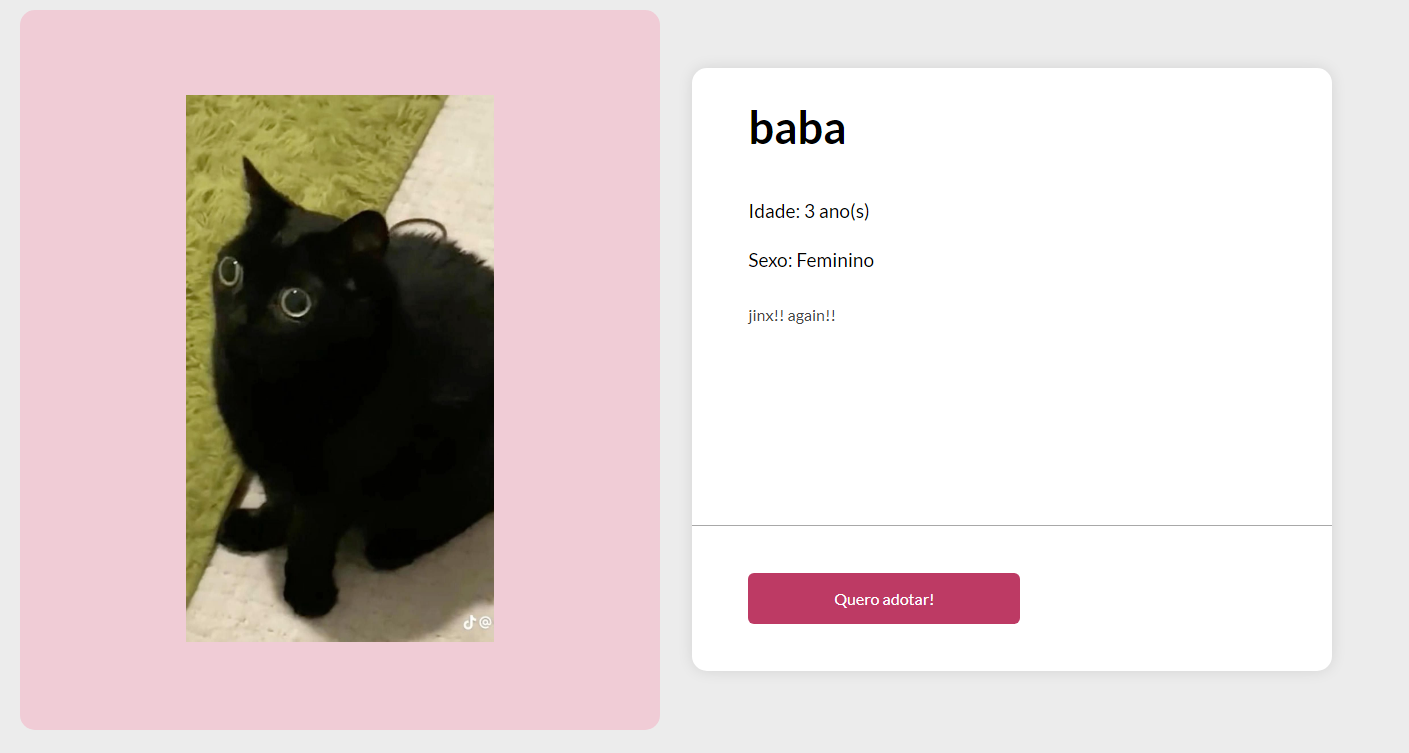 baba
Idade: 3 ano(s)
Sexo: Feminino
jinx!! again!!
Quero adotar!
@